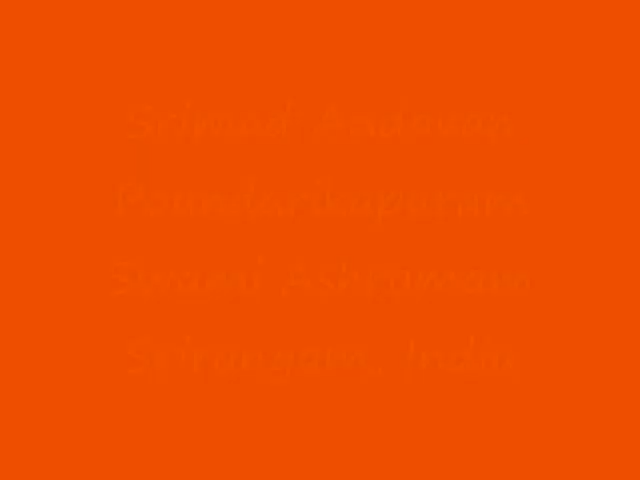 Srimad Andavan
Poundarikapuram
Swami Ashramam
Srirangam, India